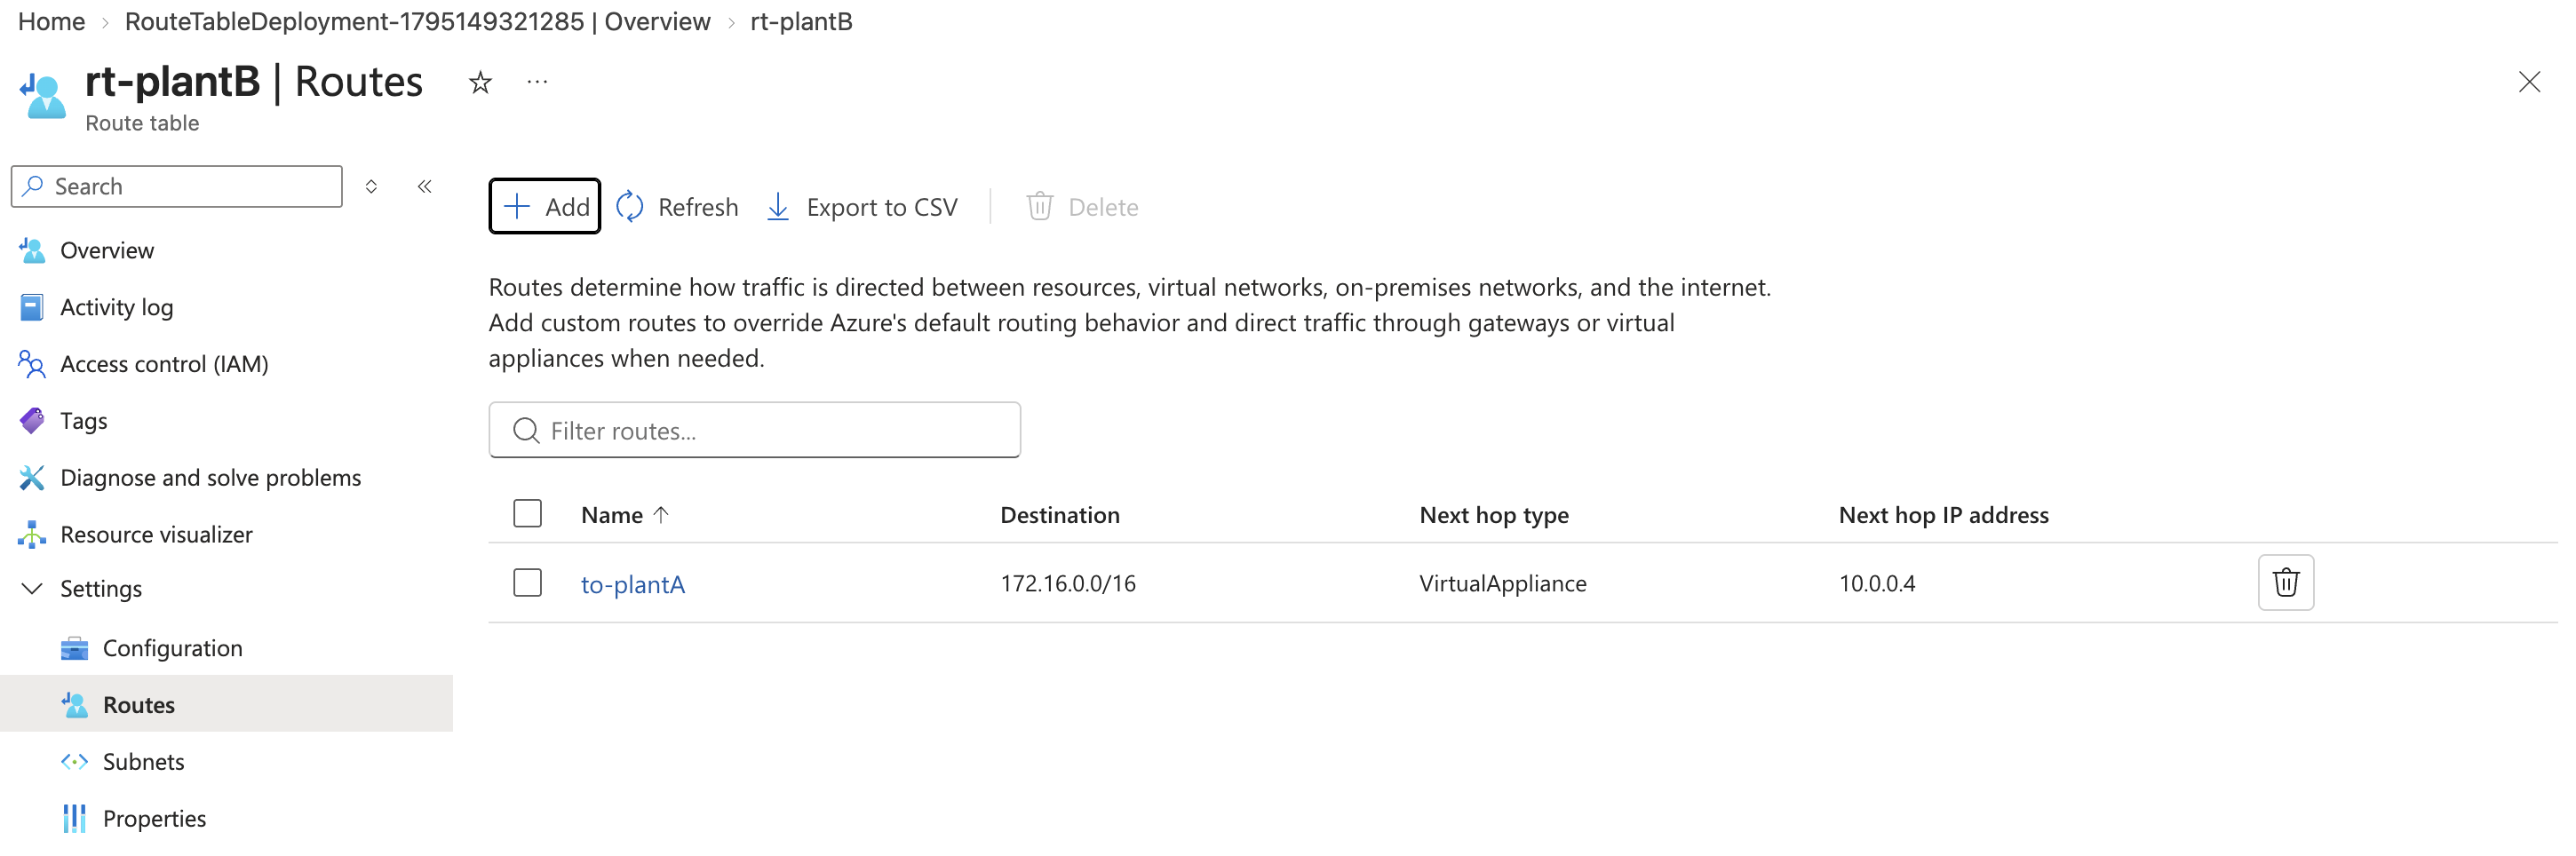 Home > RouteTableDeployment-1795149321285 | Overview > rt-plantB
rt-plantB | Routes
Route table
Search
Overview
Activity log
Access control (IAM)
Tags
Diagnose and solve problems
Resource visualizer
Settings
Configuration
Routes
Subnets
Properties
Add Refresh Export to CSV Delete
Routes determine how traffic is directed between resources, virtual networks, on-premises networks, and the internet.
Add custom routes to override Azure's default routing behavior and direct traffic through gateways or virtual
appliances when needed.
Filter routes...
Name ↑ Destination Next hop type Next hop IP address
to-plantA 172.16.0.0/16 VirtualAppliance 10.0.0.4